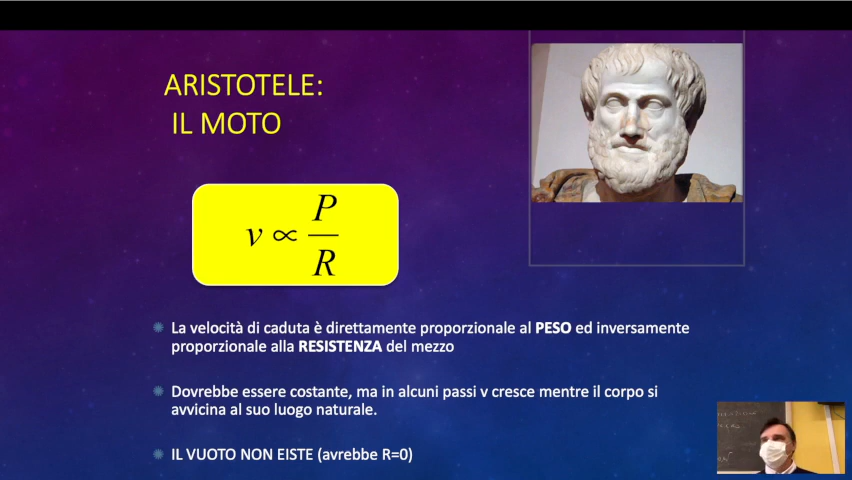 ARISTOTELE:
IL MOTO
v ∝ P/R
La velocità di caduta è direttamente proporzionale al PESO ed inversamente
proporzionale alla RESISTENZA del mezzo
Dovrebbe essere costante, ma in alcuni passi v cresce mentre il corpo si
avvicina al suo luogo naturale.
IL VUOTO NON EISTE (avrebbe R=0)